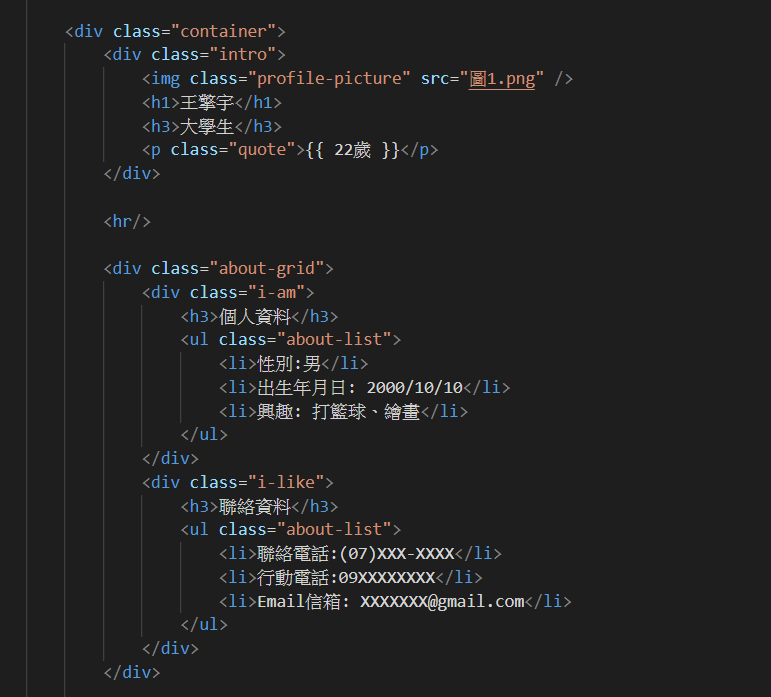 <div class="container">
<div class="intro">
<img class="profile-picture" src="圖1.png" />
<h1>王擎宇</h1>
<h3>大學生</h3>
<p class="quote">{{ 22歲 }}</p>
</div>
<hr/>
<div class="about-grid">
<div class="i-am">
<h3>個人資料</h3>
<ul class="about-list">
<li>性別:男</li>
<li>出生年月日: 2000/10/10</li>
<li>興趣: 打籃球、繪畫</li>
</ul>
</div>
<div class="i-like">
<h3>聯絡資料</h3>
<ul class="about-list">
<li>聯絡電話:(07)XXX-XXXX</li>
<li>行動電話:09XXXXXXXX</li>
<li>Email信箱: XXXXXXX@gmail.com</li>
</ul>
</div>
</div>